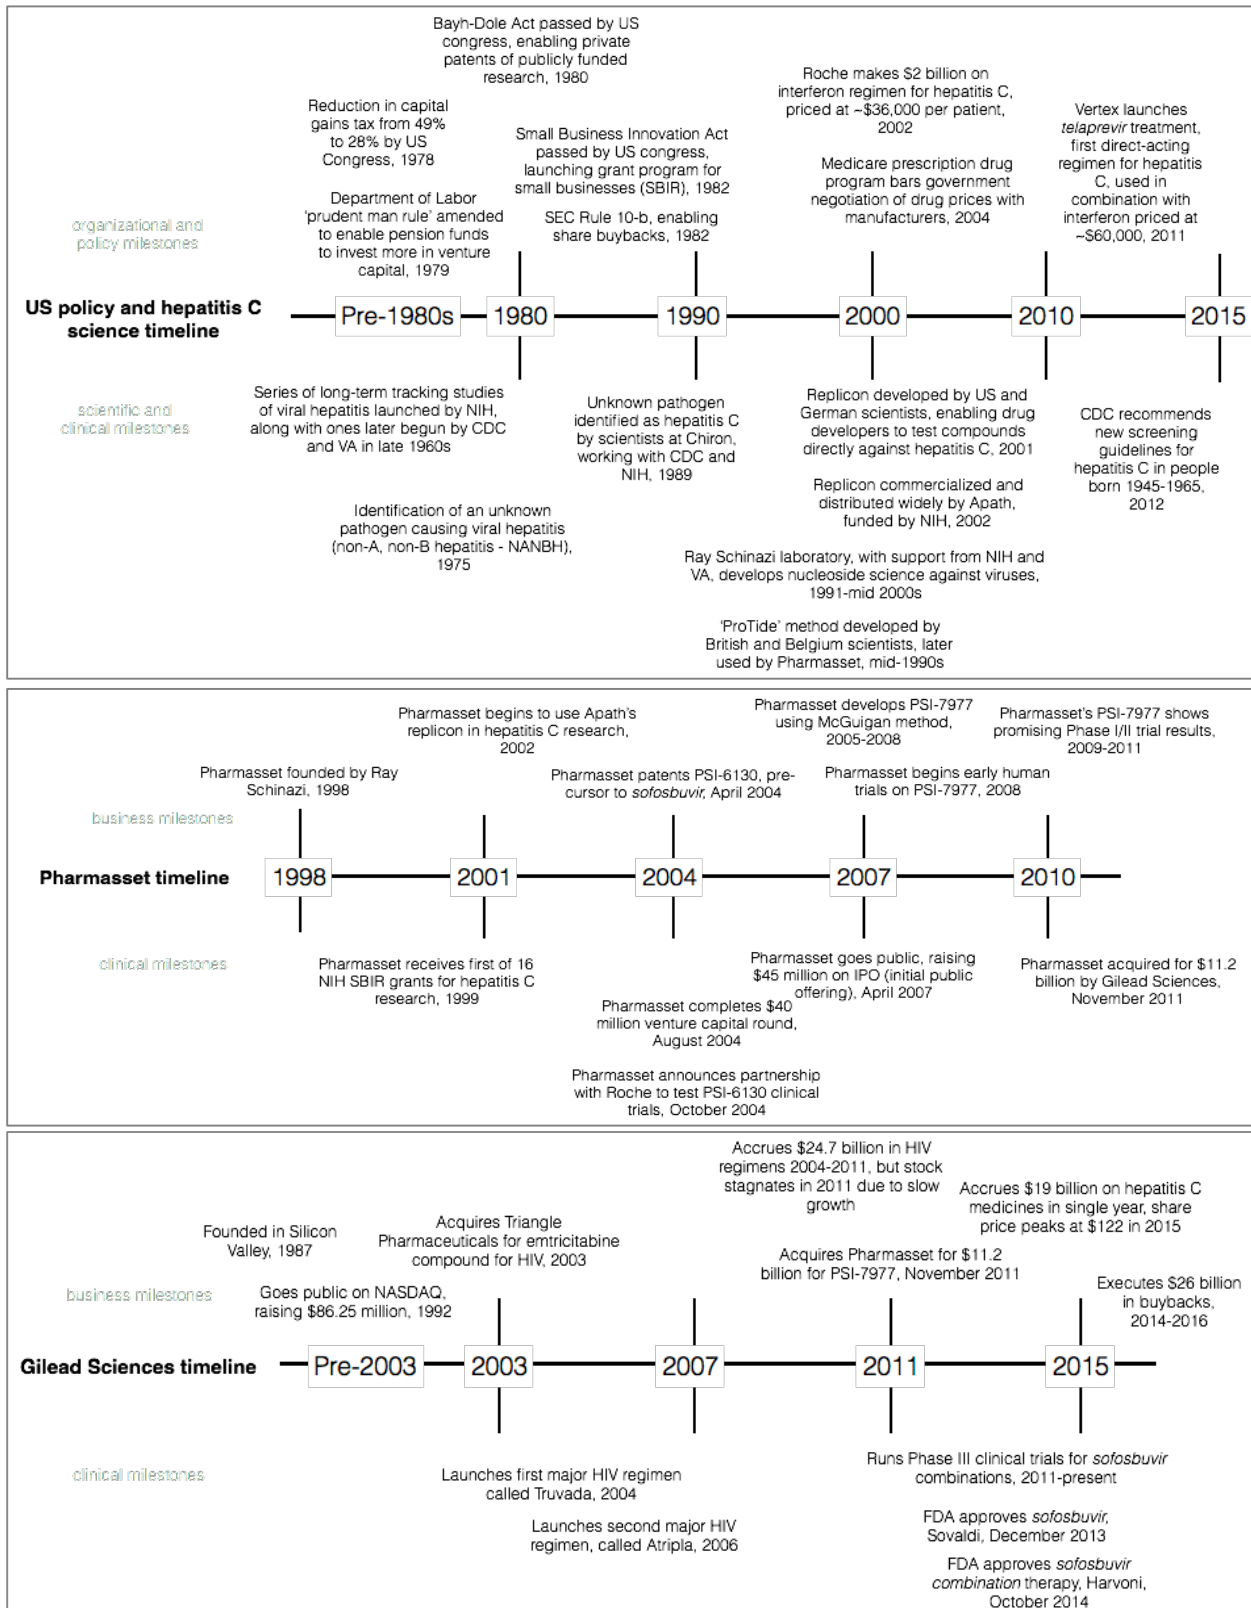 Bayh-Dole Act passed by US
congress, enabling private
patents of publicly funded
research, 1980
Reduction in capital
gains tax from 49%
to 28% by US
Congress, 1978
Small Business Innovation Act
passed by US congress,
launching grant program for
small businesses (SBIR), 1982
Roche makes $2 billion on
interferon regimen for hepatitis C,
priced at ~$36,000 per patient,
2002
Vertex launches
telaprevir treatment,
first direct-acting
regimen for hepatitis
C, used in
combination with
interferon priced at
~$60,000, 2011
Department of Labor
'prudent man rule' amended
to enable pension funds
to invest more in venture
capital, 1979
SEC Rule 10-b, enabling
share buybacks, 1982
Medicare prescription drug
program bars government
negotiation of drug prices with
manufacturers, 2004
organizational and
policy milestones
US policy and hepatitis C
science timeline
Pre-1980s
1980
1990
2000
2010
2015
scientific and
clinical milestones
Series of long-term tracking studies
of viral hepatitis launched by NIH,
along with ones later begun by CDC
and VA in late 1960s
Identification of an unknown
pathogen causing viral hepatitis
(non-A, non-B hepatitis - NANBH),
1975
Unknown pathogen
identified as hepatitis C
by scientists at Chiron,
working with CDC and
NIH, 1989
Replicon developed by US and
German scientists, enabling drug
developers to test compounds
directly against hepatitis C, 2001
Replicon commercialized and
distributed widely by Apath,
funded by NIH, 2002
Ray Schinazi laboratory, with support from NIH and
VA, develops nucleoside science against viruses,
1991-mid 2000s
'ProTide' method developed by
British and Belgium scientists, later
used by Pharmasset, mid-1990s
CDC recommends
new screening
guidelines for
hepatitis C in people
born 1945-1965,
2012
Pharmasset begins to use Apath's
replicon in hepatitis C research,
2002
Pharmasset develops PSI-7977
using McGuigan method,
2005-2008
Pharmasset's PSI-7977 shows
promising Phase I/II trial results,
2009-2011
Pharmasset founded by Ray
Schinazi, 1998
Pharmasset patents PSI-6130, pre-
cursor to sofosbuvir, April 2004
Pharmasset begins early human
trials on PSI-7977, 2008
business milestones
Pharmasset timeline
1998
2001
2004
2007
2010
clinical milestones
Pharmasset receives first of 16
NIH SBIR grants for hepatitis C
research, 1999
Pharmasset completes $40
million venture capital round,
August 2004
Pharmasset announces partnership
with Roche to test PSI-6130 clinical
trials, October 2004
Pharmasset goes public, raising
$45 million on IPO (initial public
offering), April 2007
Pharmasset acquired for $11.2
billion by Gilead Sciences,
November 2011
Accrues $24.7 billion in HIV
regimens 2004-2011, but stock
stagnates in 2011 due to slow
growth
Accrues $19 billion on hepatitis C
medicines in single year, share
price peaks at $122 in 2015
Founded in Silicon
Valley, 1987
Acquires Triangle
Pharmaceuticals for emtricitabine
compound for HIV, 2003
Acquires Pharmasset for $11.2
billion for PSI-7977, November 2011
Goes public on NASDAQ,
raising $86.25 million, 1992
Executes $26 billion
in buybacks,
2014-2016
business milestones
Gilead Sciences timeline
Pre-2003
2003
2007
2011
2015
clinical milestones
Launches first major HIV regimen
called Truvada, 2004
Launches second major HIV
regimen, called Atripla, 2006
Runs Phase III clinical trials for sofosbuvir
combinations, 2011-present
FDA approves sofosbuvir,
Sovaldi, December 2013
FDA approves sofosbuvir
combination therapy, Harvoni,
October 2014